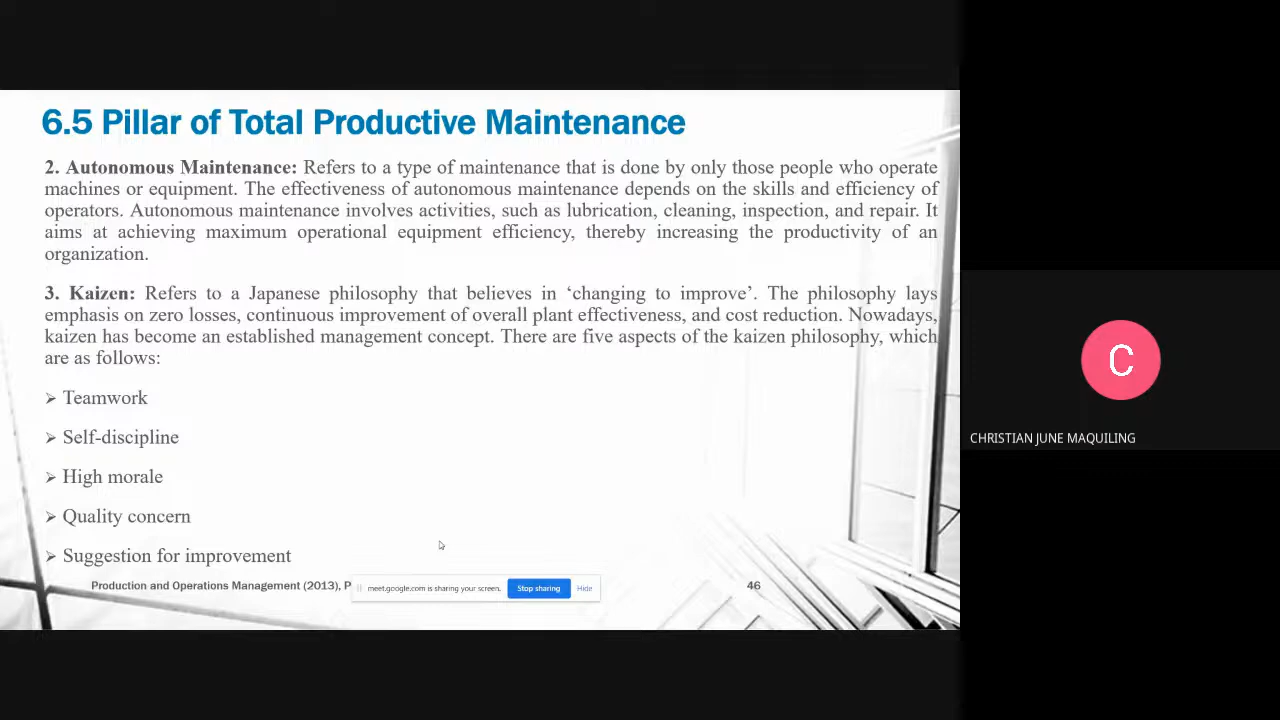 6.5 Pillar of Total Productive Maintenance
2. Autonomous Maintenance: Refers to a type of maintenance that is done by only those people who operate
machines or equipment. The effectiveness of autonomous maintenance depends on the skills and efficiency of
operators. Autonomous maintenance involves activities, such as lubrication, cleaning, inspection, and repair. It
aims at achieving maximum operational equipment efficiency, thereby increasing the productivity of an
organization.
3. Kaizen: Refers to a Japanese philosophy that believes in ‘changing to improve’. The philosophy lays
emphasis on zero losses, continuous improvement of overall plant effectiveness, and cost reduction. Nowadays,
kaizen has become an established management concept. There are five aspects of the kaizen philosophy, which
are as follows:
➢ Teamwork
➢ Self-discipline
➢ High morale
➢ Quality concern
➢ Suggestion for improvement
Production and Operations Management (2013), P
meet.google.com is sharing your screen. Stop sharing Hide
46
C
CHRISTIAN JUNE MAQUILING